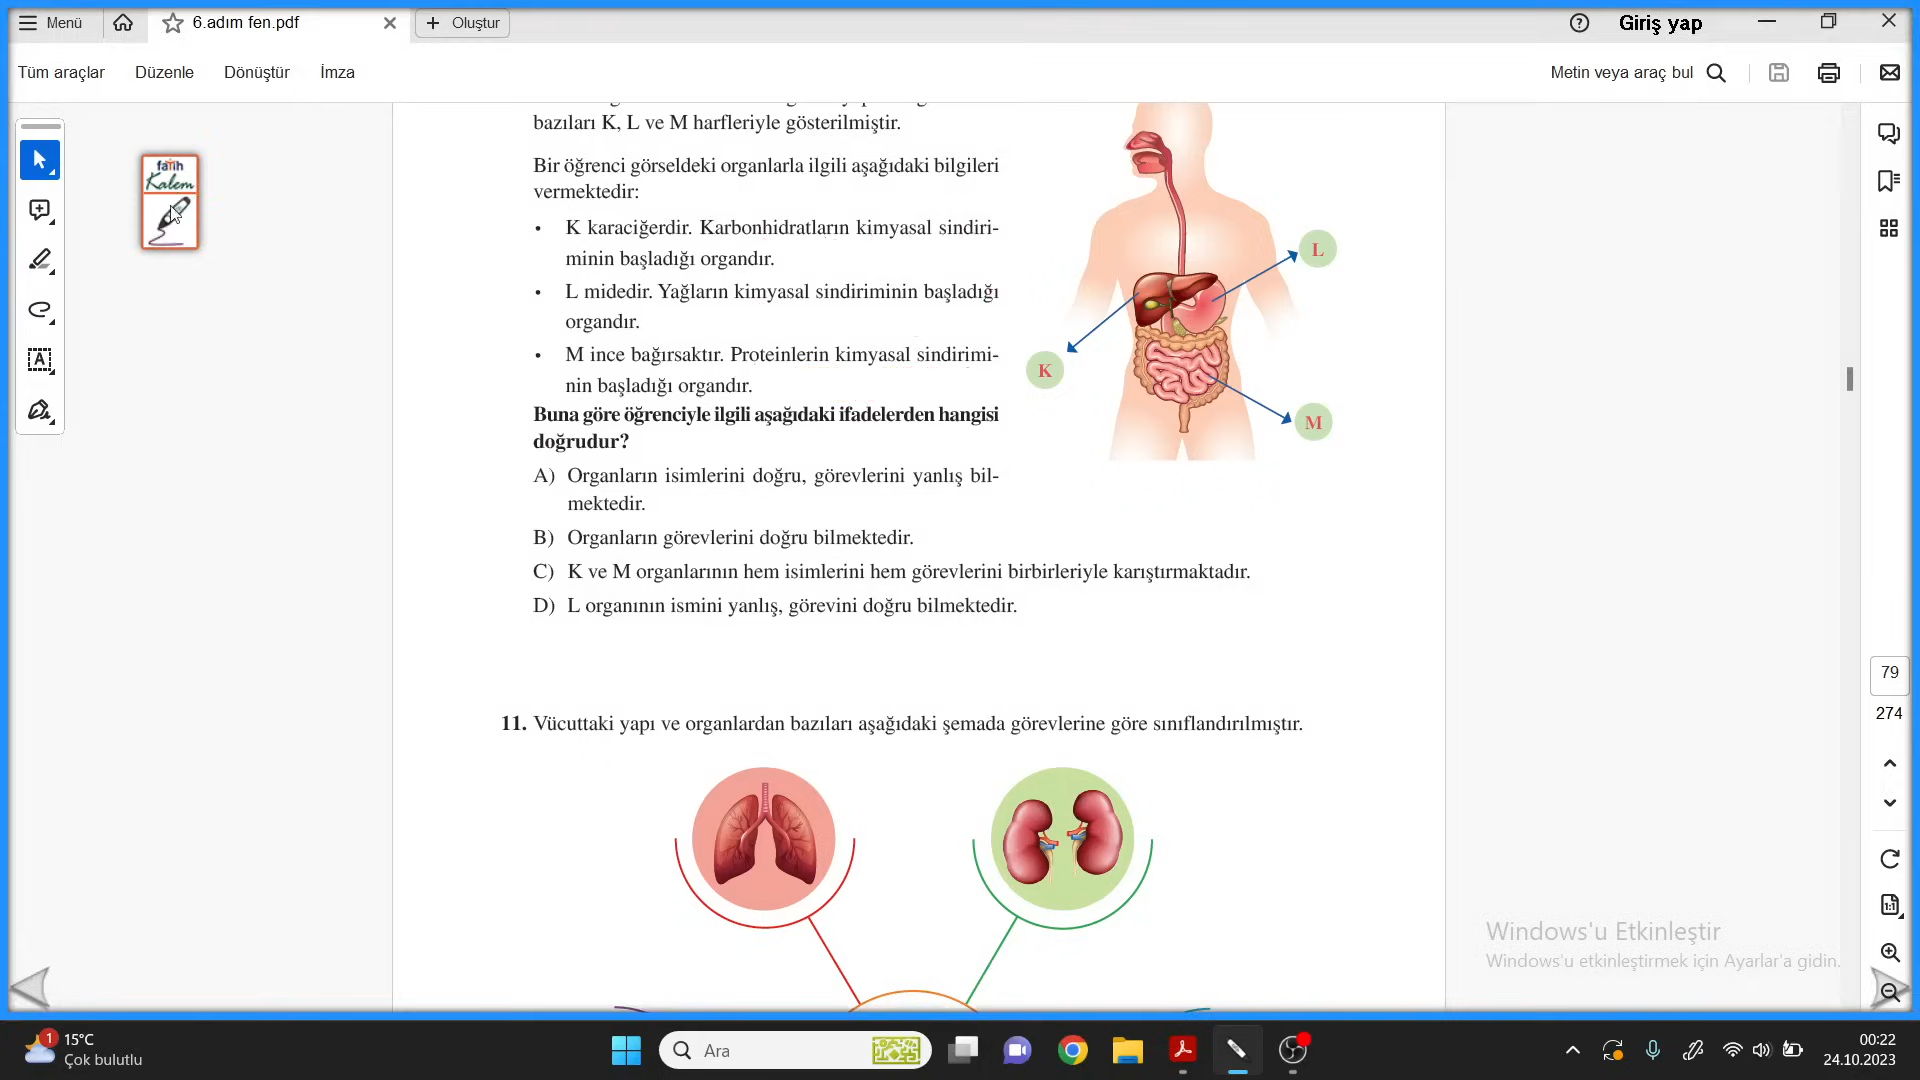 Menü
6.adım fen.pdf
Oluştur
Giriş yap
Tüm araçlar
Düzenle
Dönüştür
İmza
Metin veya araç bul
fatih
Kalem
bazıları K, L ve M harfleriyle gösterilmiştir.
Bir öğrenci görseldeki organlarla ilgili aşağıdaki bilgileri
vermektedir:
• K karaciğerdir. Karbonhidratların kimyasal sindiri-
minin başladığı organdır.
• L midedir. Yağların kimyasal sindiriminin başladığı
organdır.
• M ince bağırsaktır. Proteinlerin kimyasal sindirimi-
nin başladığı organdır.
Buna göre öğrenciyle ilgili aşağıdaki ifadelerden hangisi
doğrudur?
A) Organların isimlerini doğru, görevlerini yanlış bil-
mektedir.
B) Organların görevlerini doğru bilmektedir.
C) K ve M organlarının hem isimlerini hem görevlerini birbirleriyle karıştırmaktadır.
D) L organının ismini yanlış, görevini doğru bilmektedir.
L
K
M
11. Vücuttaki yapı ve organlardan bazıları aşağıdaki şemada görevlerine göre sınıflandırılmıştır.
79
274
1:1
Windows'u Etkinleştir
Windows'u etkinleştirmek için Ayarlar'a gidin.
1
15°C
Çok bulutlu
Ara
00:22
24.10.2023